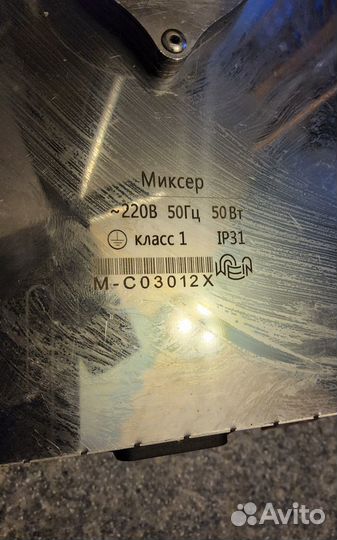 Миксер
~220В 50Гц 50Вт
класс 1 IP31
M-C03012X
Avito